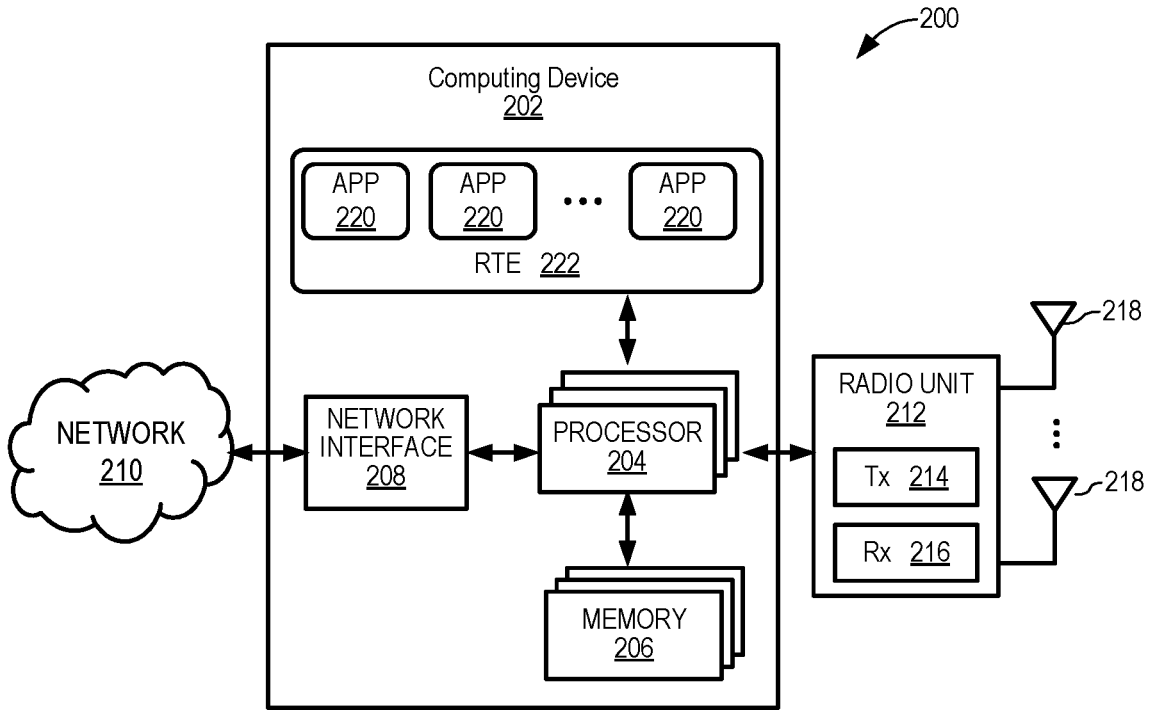 200
Computing Device
202
APP
220
APP
220
...
APP
220
RTE 222
218
NETWORK
210
NETWORK
INTERFACE
208
PROCESSOR
204
RADIO UNIT
212
Tx 214
Rx 216
218
MEMORY
206